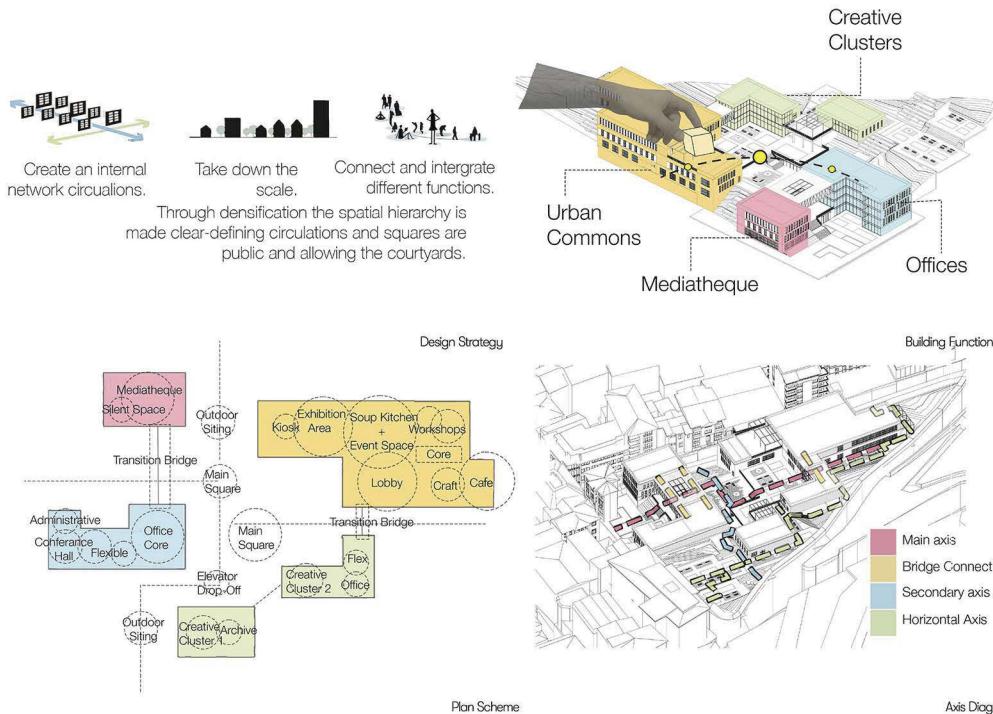 Create an internal
network circualions.
Take down the
scale.
Connect and intergrate
different functions.
Through densification the spatial hierarchy is
made clear-defining circulations and squares are
public and allowing the courtyards.
Design Strategy
Creative
Clusters
Urban
Commons
Mediatheque
Offices
Building Function
Mediatheque
Silent Space
Outdoor
Siting
Transition Bridge
Main
Square
Kiosk
Exhibition
Area
Soup Kitchen
+
Event Space
Workshops
Core
Lobby
Craft
Cafe
Transition Bridge
Administrative
Conferance
Hall
Flexible
Office
Core
Main
Square
Flex
Office
Creative
Cluster 2
Elevator
Drop-Off
Outdoor
Siting
Creative
Cluster 1
Archive
Plan Scheme
Main axis
Bridge Connect
Secondary axis
Horizontal Axis
Axis Diag